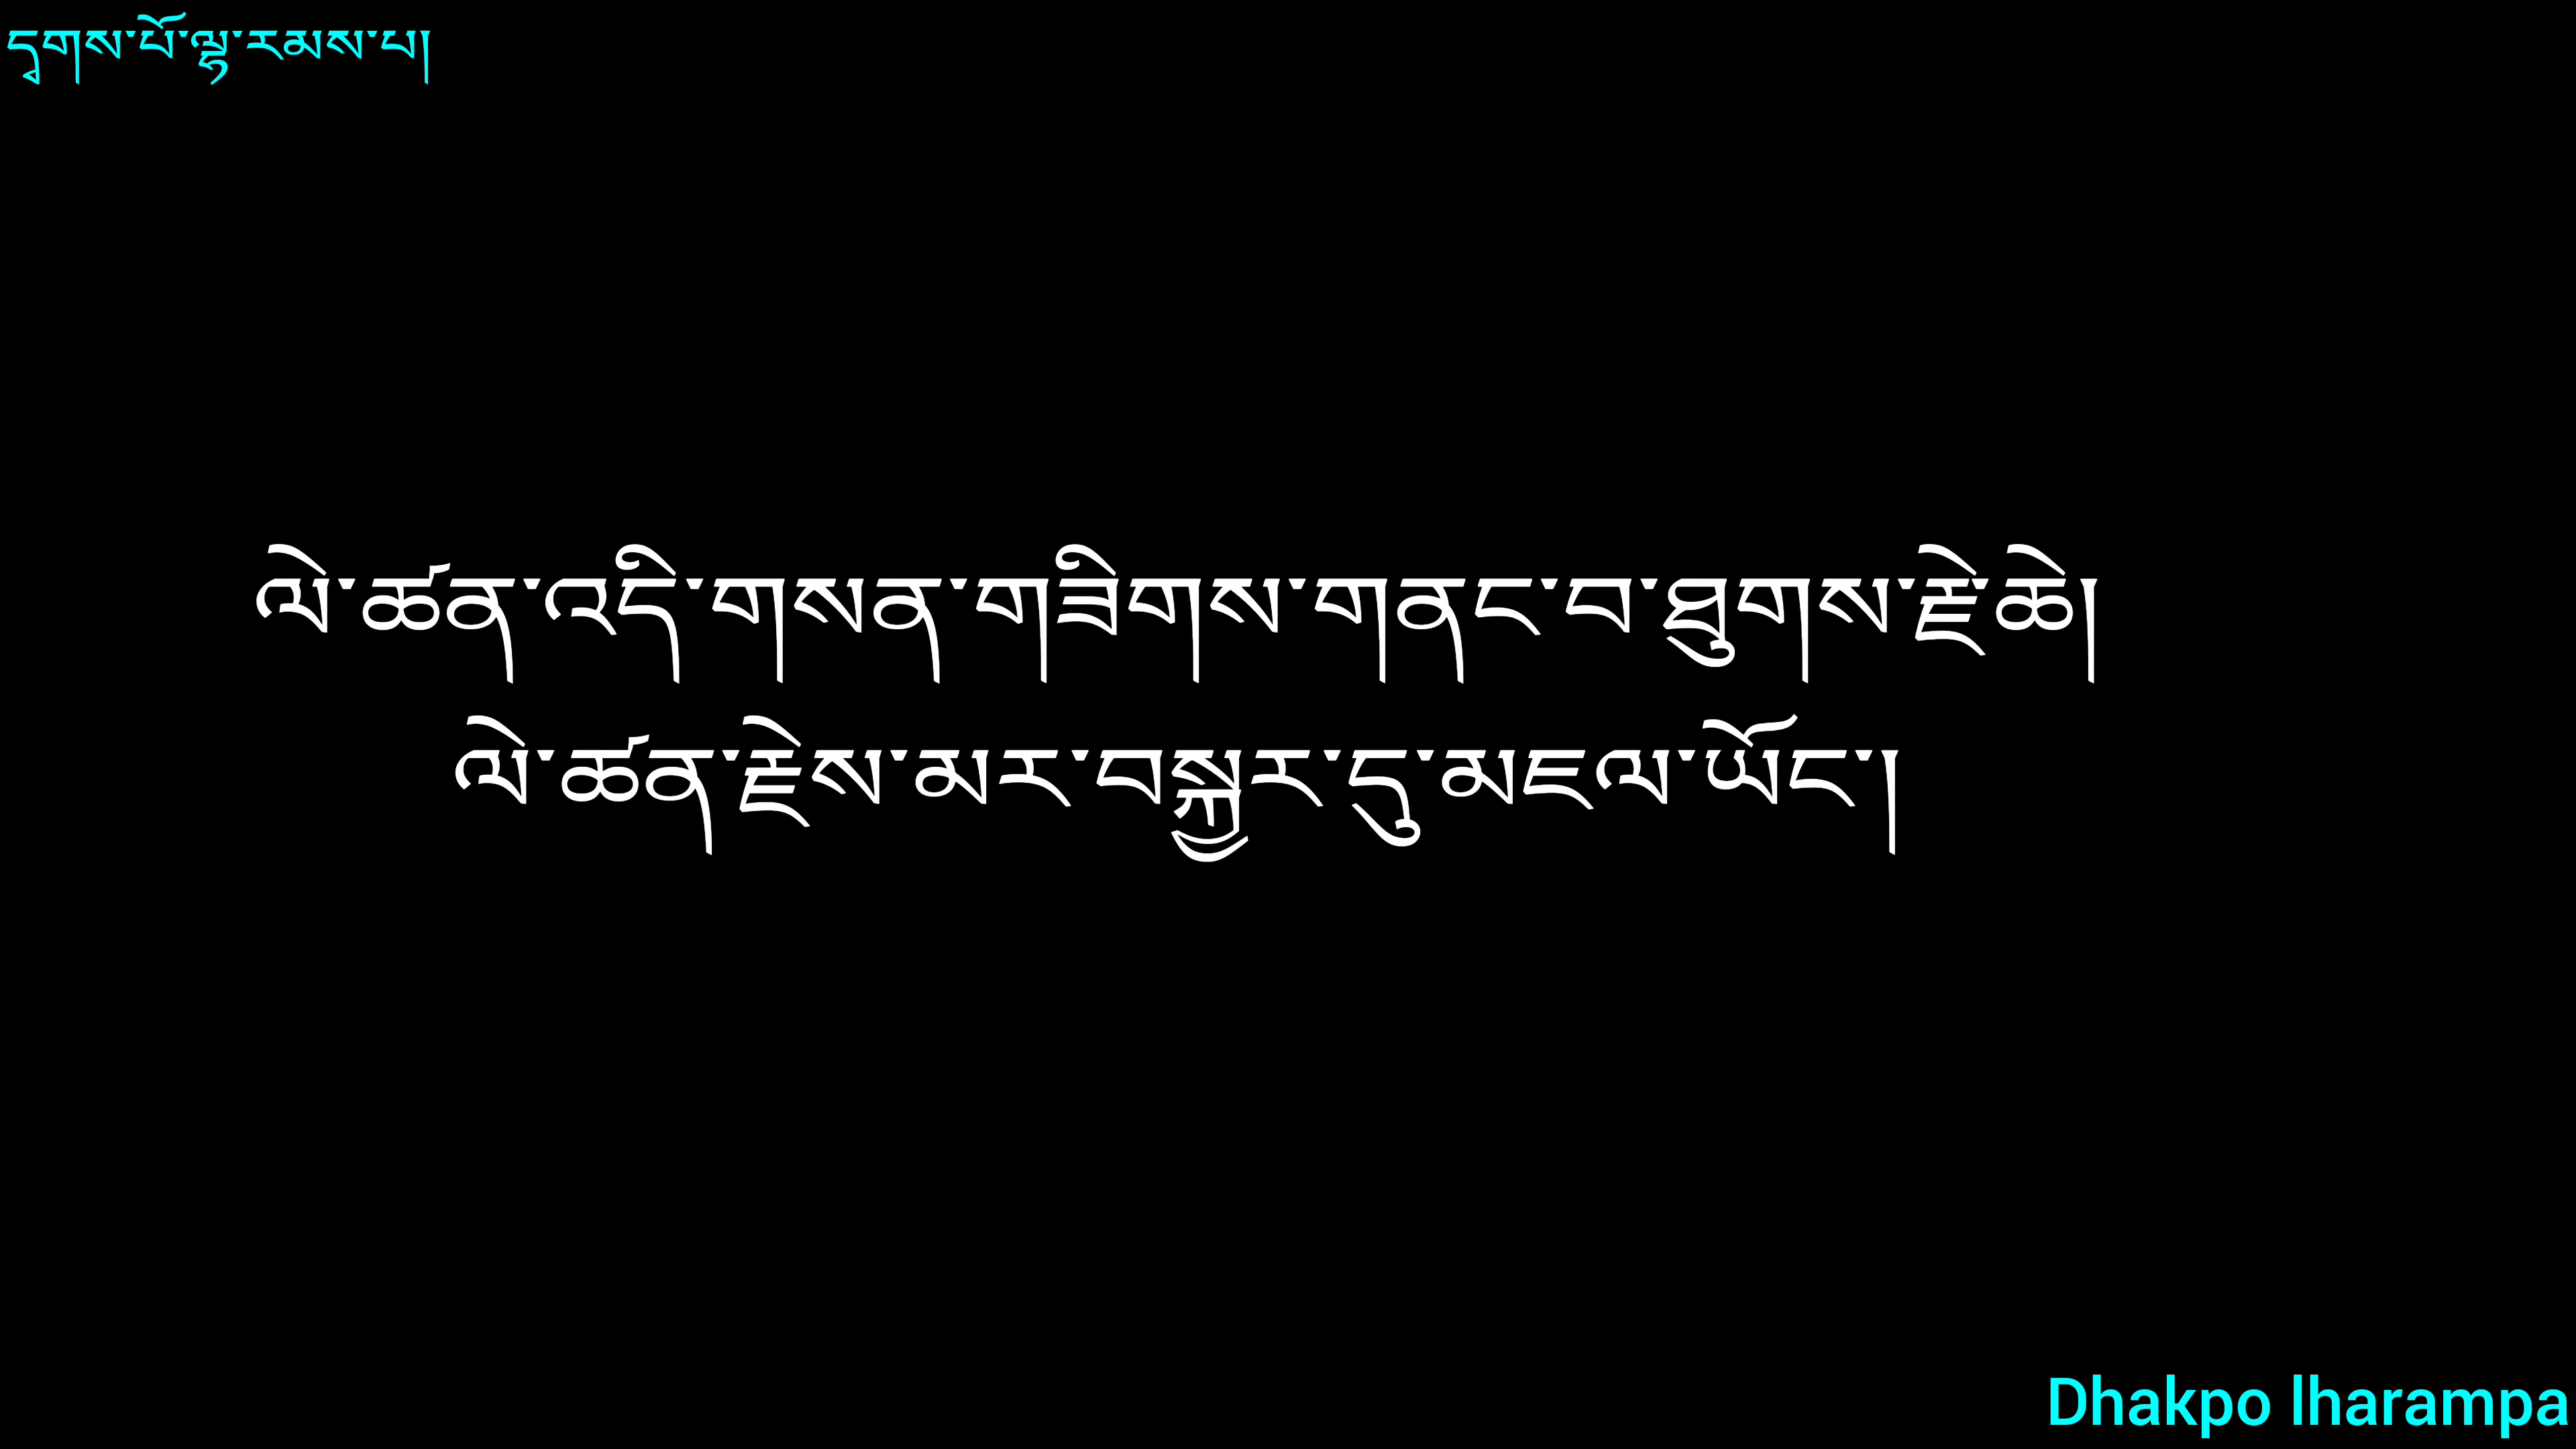 དྭགས་པོ་ལྷ་རམས་པ།
ལེ་ཚན་འདི་གསན་གཟིགས་གནང་བ་ཐུགས་རྗེ་ཆེ།
ལེ་ཚན་རྗེས་མར་བསྐྱར་དུ་མཇལ་ཡོང་།
Dhakpo lharampa